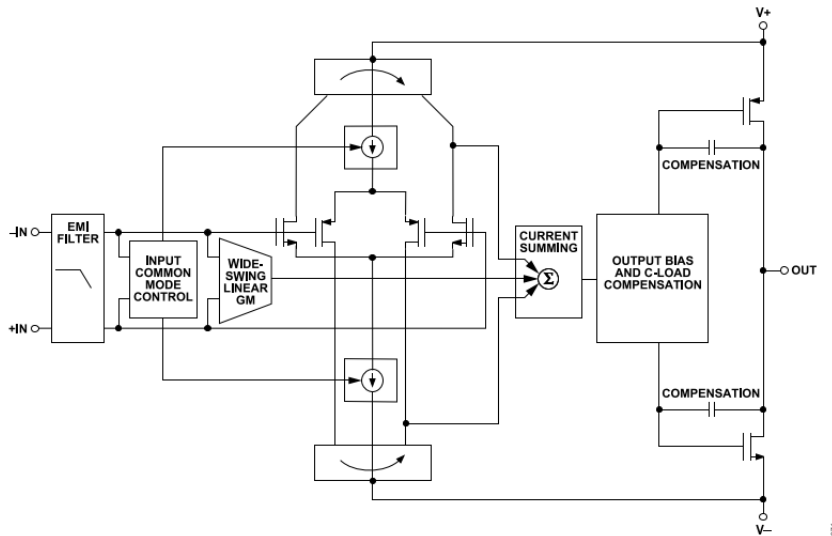 V+
COMPENSATION
–IN
EMI
FILTER
INPUT
COMMON
MODE
CONTROL
WIDE-
SWING
LINEAR
GM
CURRENT
SUMMING
Σ
OUTPUT BIAS
AND C-LOAD
COMPENSATION
OUT
+IN
COMPENSATION
V–